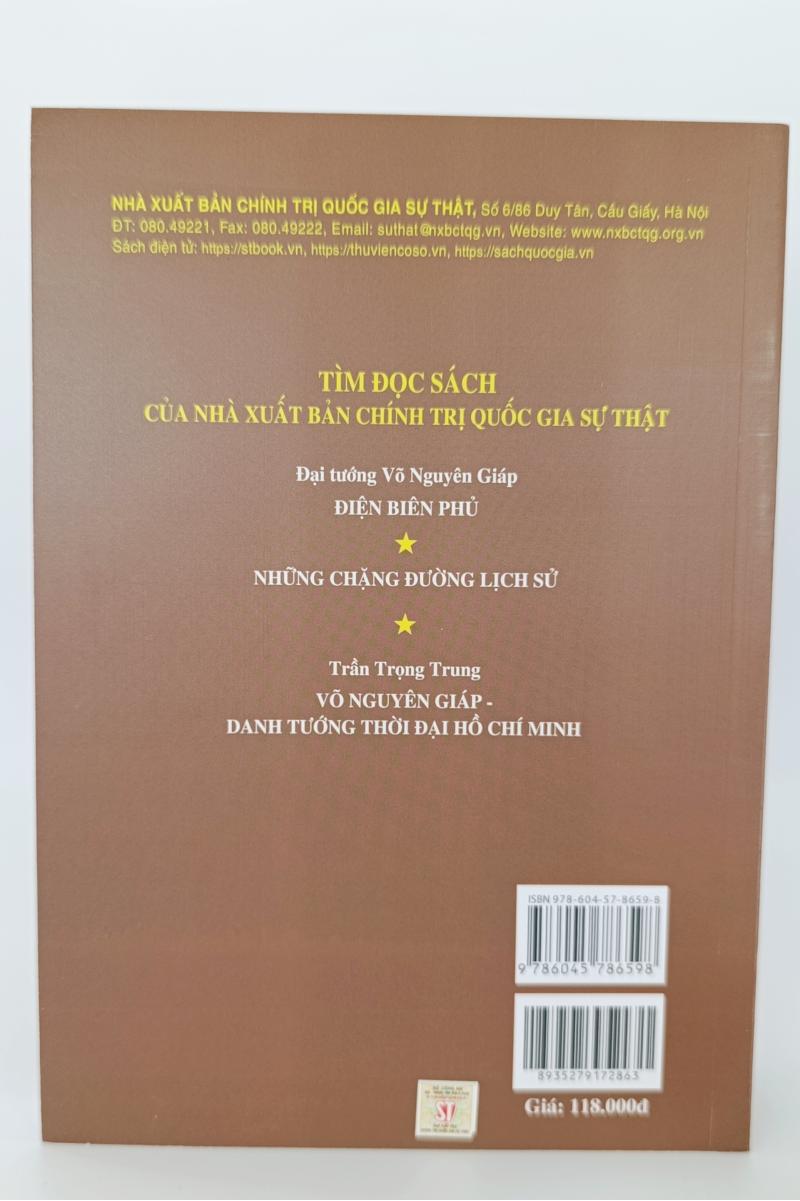 NHÀ XUẤT BẢN CHÍNH TRỊ QUỐC GIA SỰ THẬT, Số 6/86 Duy Tân, Cầu Giấy, Hà Nội
ĐT: 080.49221, Fax: 080.49222, Email: suthat@nxbctqg.vn, Website: www.nxbctqg.org.vn
Sách điện tử: https://stbook.vn, https://thuviencoso.vn, https://sachquocgia.vn
TÌM ĐỌC SÁCH
CỦA NHÀ XUẤT BẢN CHÍNH TRỊ QUỐC GIA SỰ THẬT
Đại tướng Võ Nguyên Giáp
ĐIỆN BIÊN PHỦ
NHỮNG CHẶNG ĐƯỜNG LỊCH SỬ
Trần Trọng Trung
VÕ NGUYÊN GIÁP -
DANH TƯỚNG THỜI ĐẠI HỒ CHÍ MINH
ISBN 978-604-57-8659-8
9 786045 786598
8935279172863
Giá: 118.000đ
ST